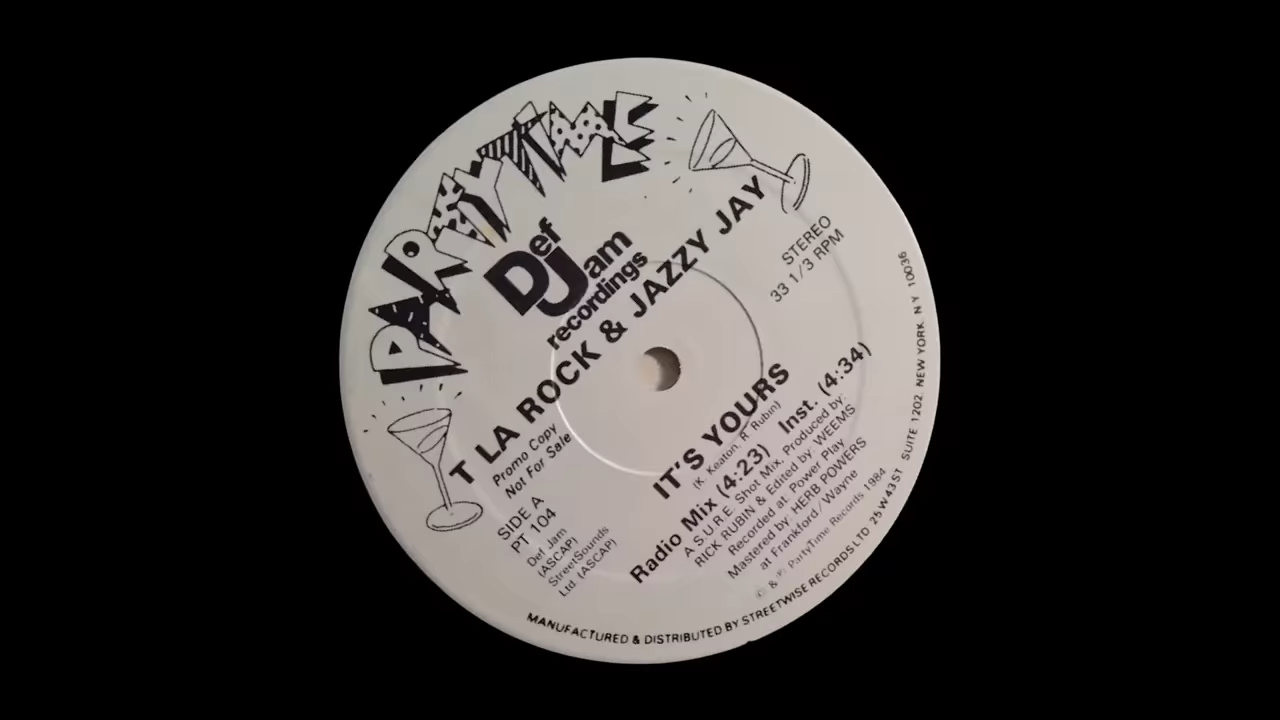 PARTYTIME
Def Jam
recordings
T LA ROCK & JAZZY JAY
STEREO
33 1/3 RPM
Promo Copy
Not For Sale
SIDE A
PT 104
Def Jam
(ASCAP)
StreetSounds
Ltd. (ASCAP)
IT'S YOURS
(K. Keaton, R. Rubin)
Radio Mix (4:23) Inst. (4:34)
A S.U.R.E. Shot Mix, Produced by:
RICK RUBIN & Edited by: WEEMS
Recorded at: Power Play
Mastered by: HERB POWERS
at Frankford/Wayne
© & ℗ PartyTime Records 1984
MANUFACTURED & DISTRIBUTED BY STREETWISE RECORDS LTD 25 W 43 ST SUITE 1202 NEW YORK NY 10036